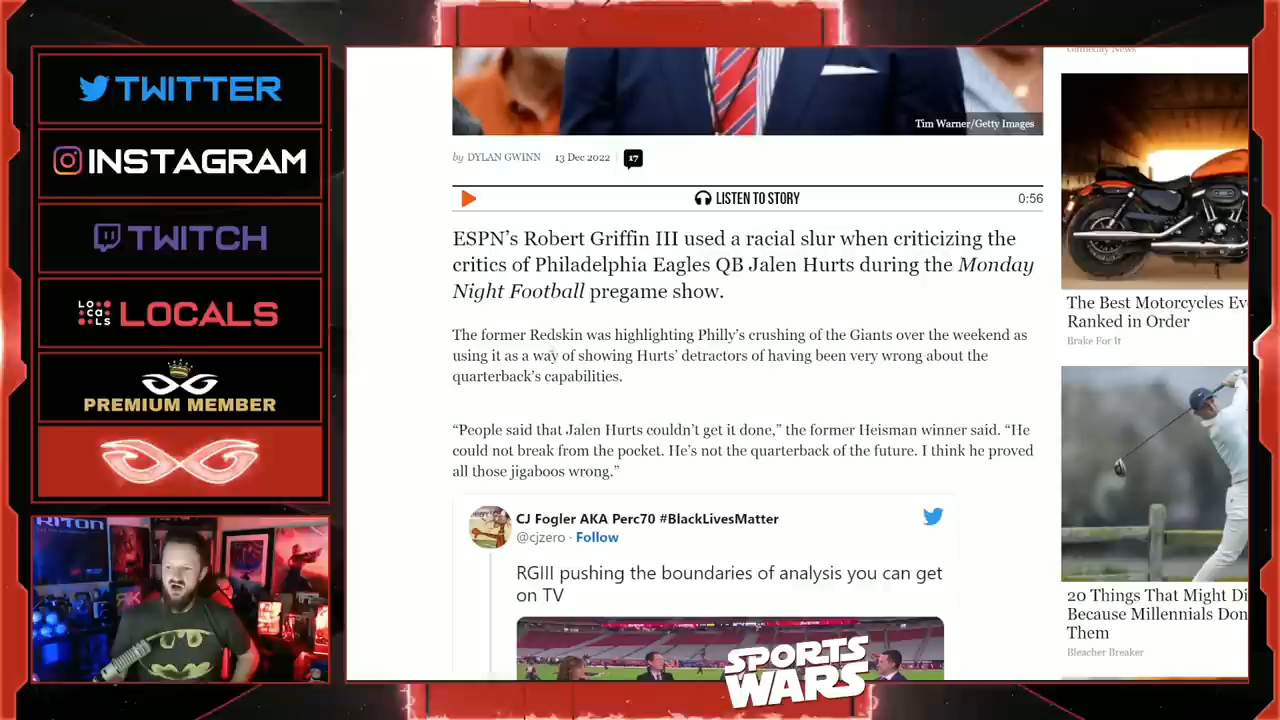 TWITTER
INSTAGRAM
TWITCH
LOCALS
LOCALS
PREMIUM MEMBER
RITON
Tim Warner/Getty Images
by DYLAN GWINN 13 Dec 2022 17
LISTEN TO STORY 0:56
ESPN’s Robert Griffin III used a racial slur when criticizing the
critics of Philadelphia Eagles QB Jalen Hurts during the Monday
Night Football pregame show.
The former Redskin was highlighting Philly’s crushing of the Giants over the weekend as
using it as a way of showing Hurts’ detractors of having been very wrong about the
quarterback’s capabilities.
“People said that Jalen Hurts couldn’t get it done,” the former Heisman winner said. “He
could not break from the pocket. He’s not the quarterback of the future. I think he proved
all those jigaboos wrong.”
CJ Fogler AKA Perc70 #BlackLivesMatter
@cjzero · Follow
RGIII pushing the boundaries of analysis you can get
on TV
SPORTS
WARS
Gameday News
The Best Motorcycles Ev
Ranked in Order
Brake For It
20 Things That Might Di
Because Millennials Don
Them
Bleacher Breaker